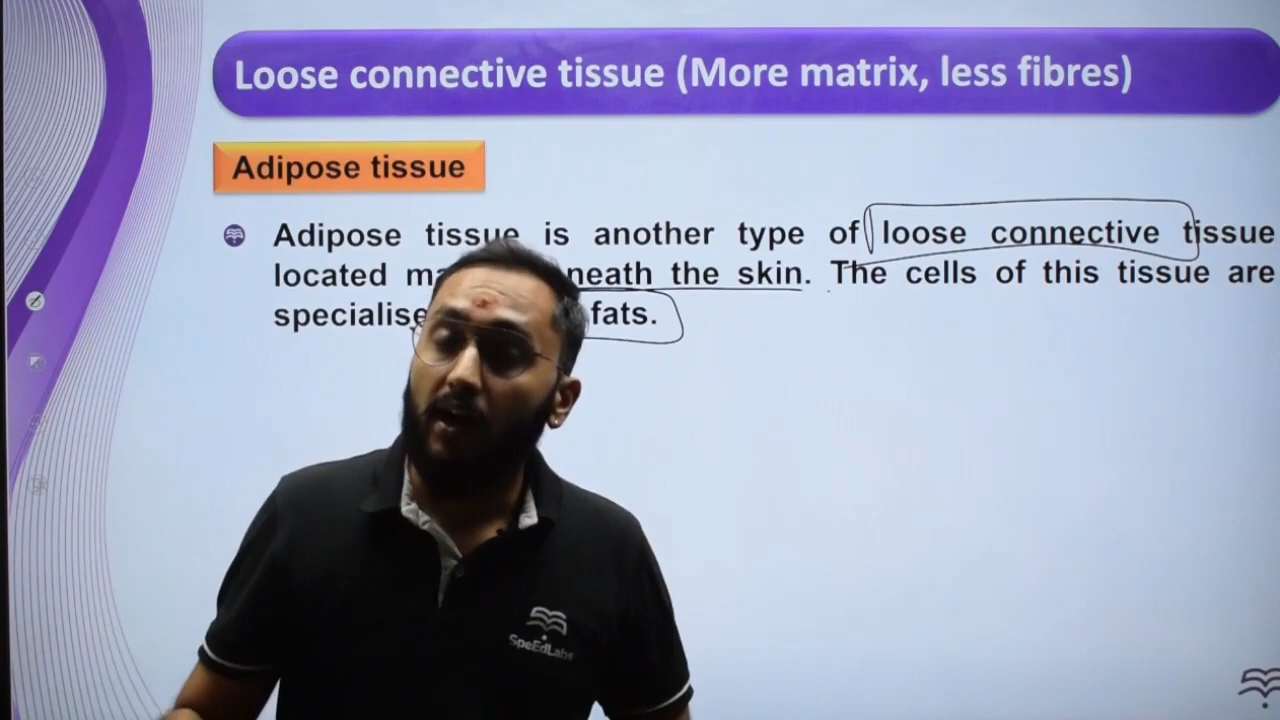 Loose connective tissue (More matrix, less fibres)
Adipose tissue
Adipose tissue is another type of loose connective tissue
located neath the skin. The cells of this tissue are
specialise fats.
SpeEdLabs